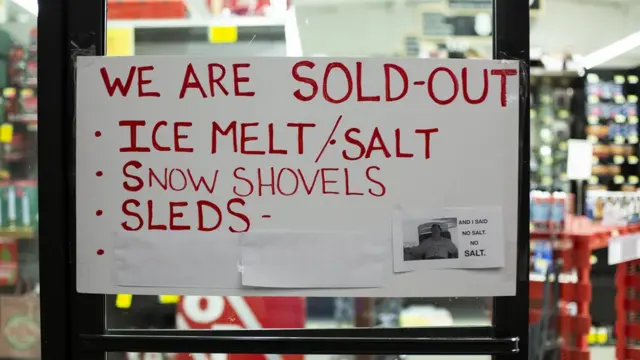 WE ARE SOLD-OUT
• ICE MELT/SALT
• SNOW SHOVELS
• SLEDS -
•
AND I SAID
NO SALT.
NO
SALT.